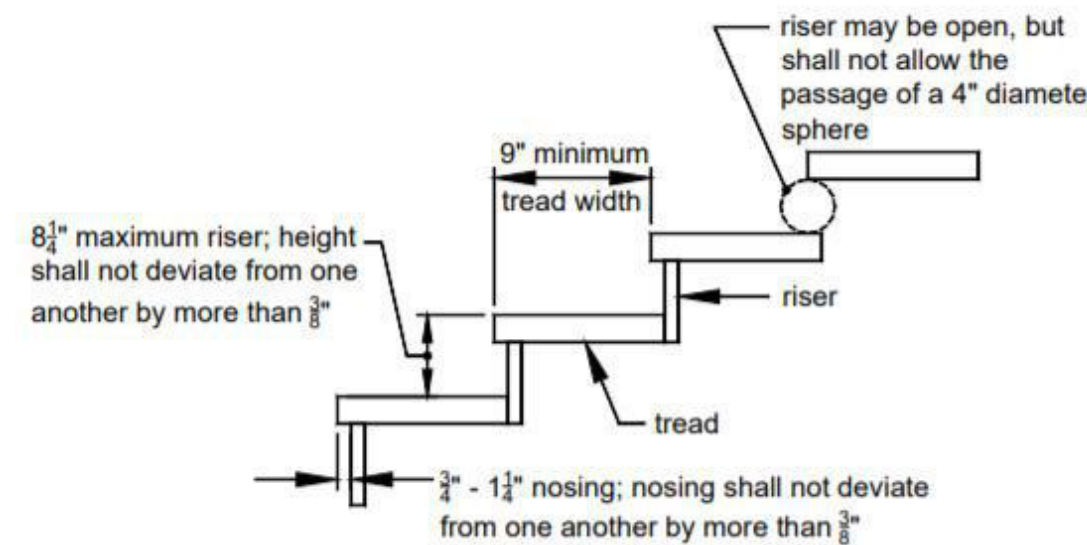 riser may be open, but
shall not allow the
passage of a 4" diamete
sphere
9" minimum
tread width
8¼" maximum riser; height
shall not deviate from one
another by more than ⅜"
riser
tread
¾" - 1¼" nosing; nosing shall not deviate
from one another by more than ⅜"